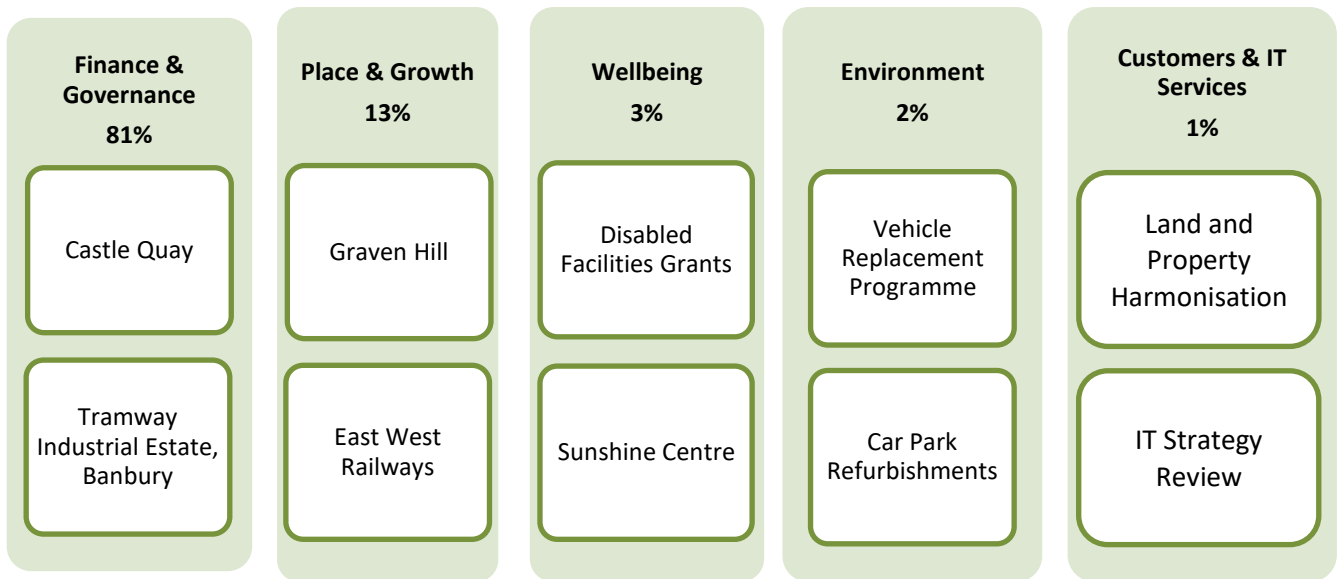 Finance &
Governance
81%
Castle Quay
Tramway
Industrial Estate,
Banbury
Place & Growth
13%
Graven Hill
East West
Railways
Wellbeing
3%
Disabled
Facilities Grants
Sunshine Centre
Environment
2%
Vehicle
Replacement
Programme
Car Park
Refurbishments
Customers & IT
Services
1%
Land and
Property
Harmonisation
IT Strategy
Review